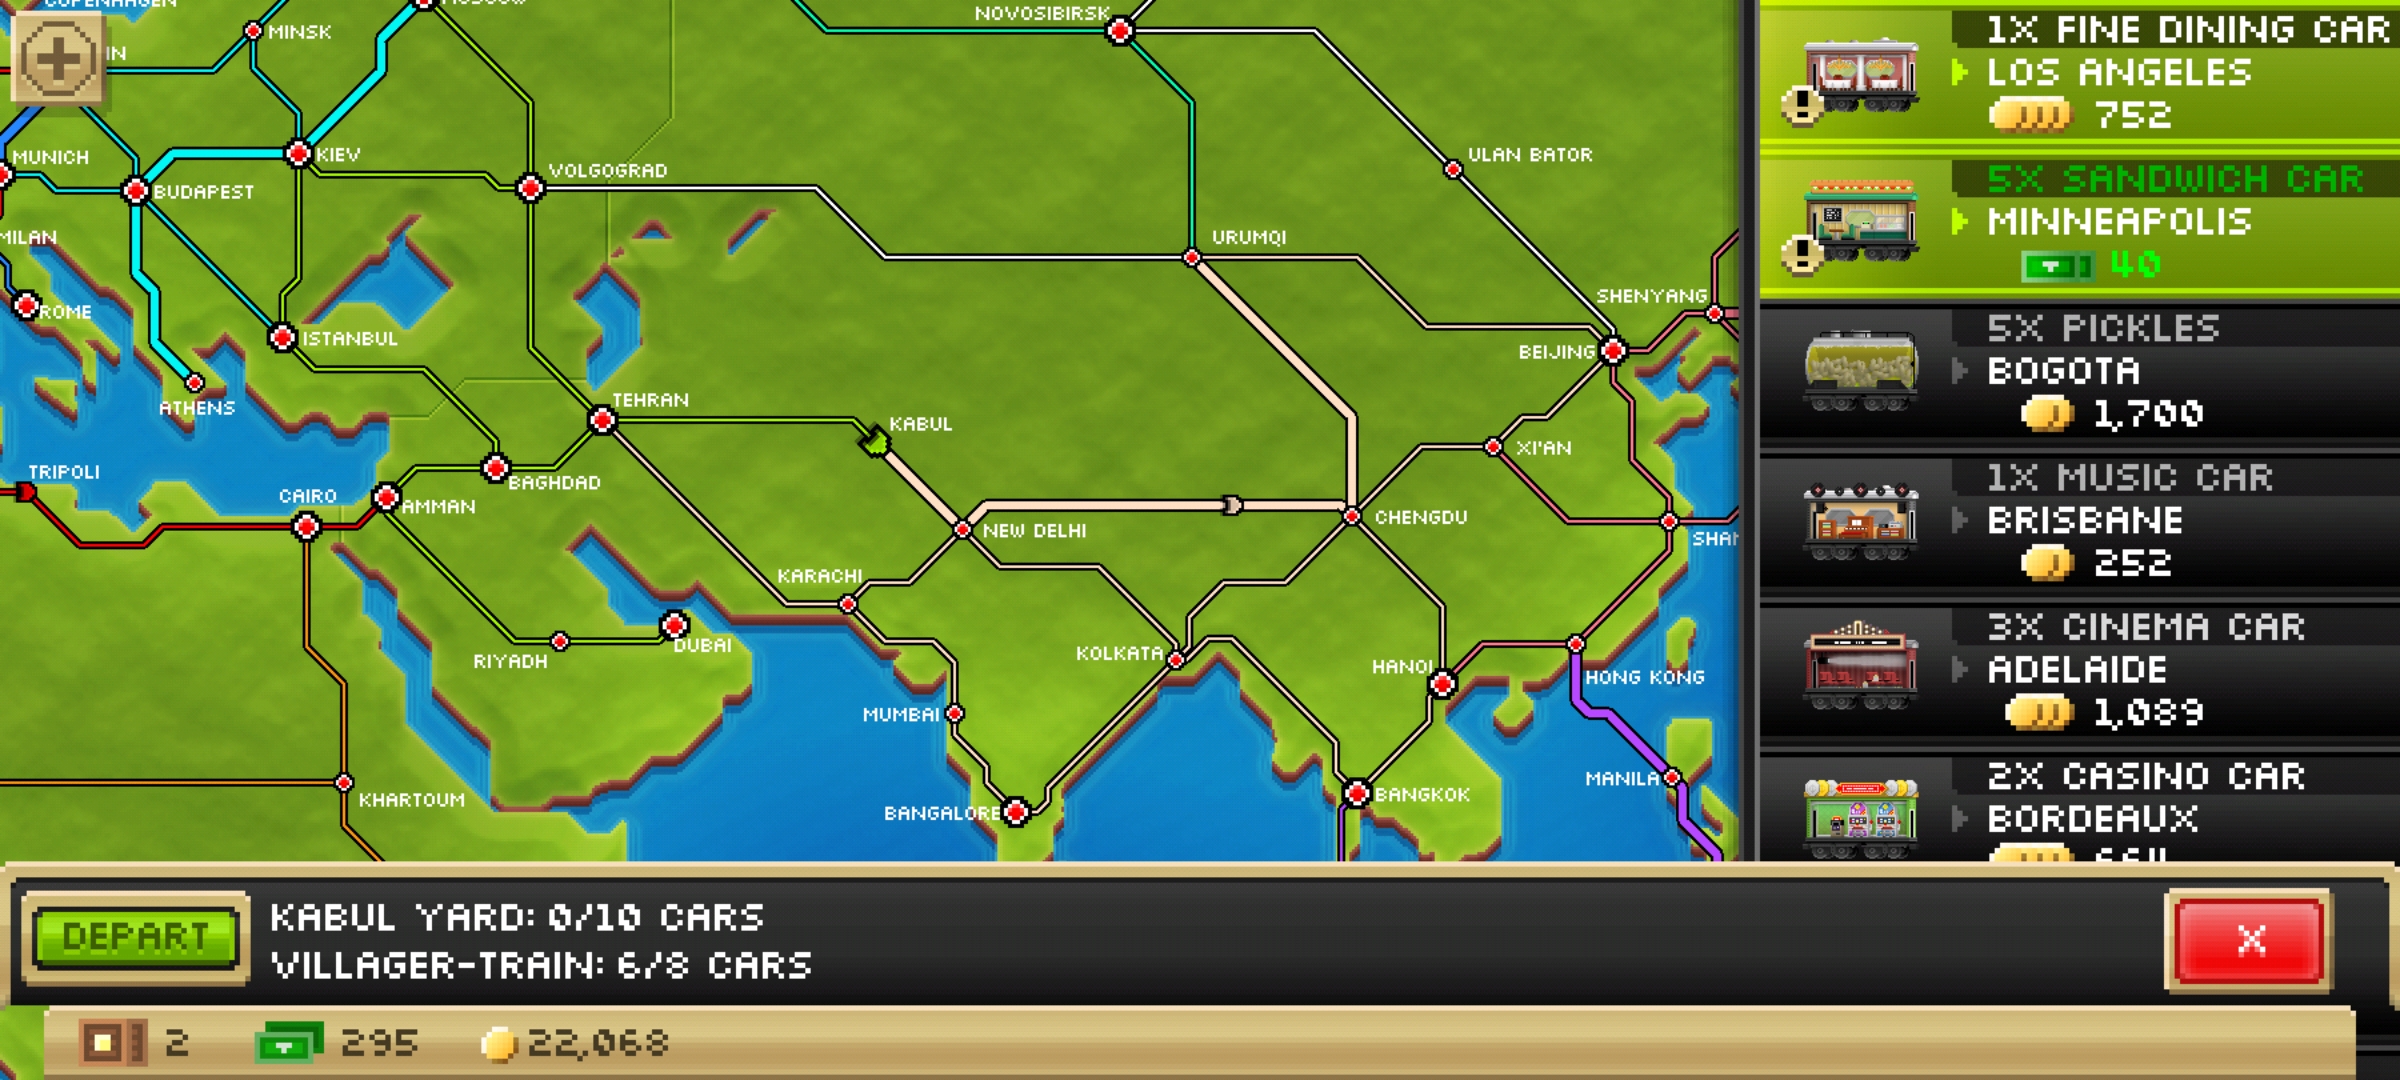 COPENHAGEN
MOSCOW
NOVOSIBIRSK
MINSK
IN
MUNICH
KIEV
ULAN BATOR
VOLGOGRAD
BUDAPEST
MILAN
URUMQI
SHENYANG
ROME
ISTANBUL
BEIJING
ATHENS
TEHRAN
KABUL
XI'AN
TRIPOLI
BAGHDAD
CAIRO
AMMAN
CHENGDU
NEW DELHI
SHAN
KARACHI
DUBAI
RIYADH
KOLKATA
HANOI
HONG KONG
MUMBAI
MANILA
KHARTOUM
BANGALORE
BANGKOK
1X FINE DINING CAR
LOS ANGELES
752
5X SANDWICH CAR
MINNEAPOLIS
40
5X PICKLES
BOGOTA
1,700
1X MUSIC CAR
BRISBANE
252
3X CINEMA CAR
ADELAIDE
1,089
2X CASINO CAR
BORDEAUX
DEPART
KABUL YARD: 0/10 CARS
VILLAGER-TRAIN: 6/8 CARS
X
2
295
22,068